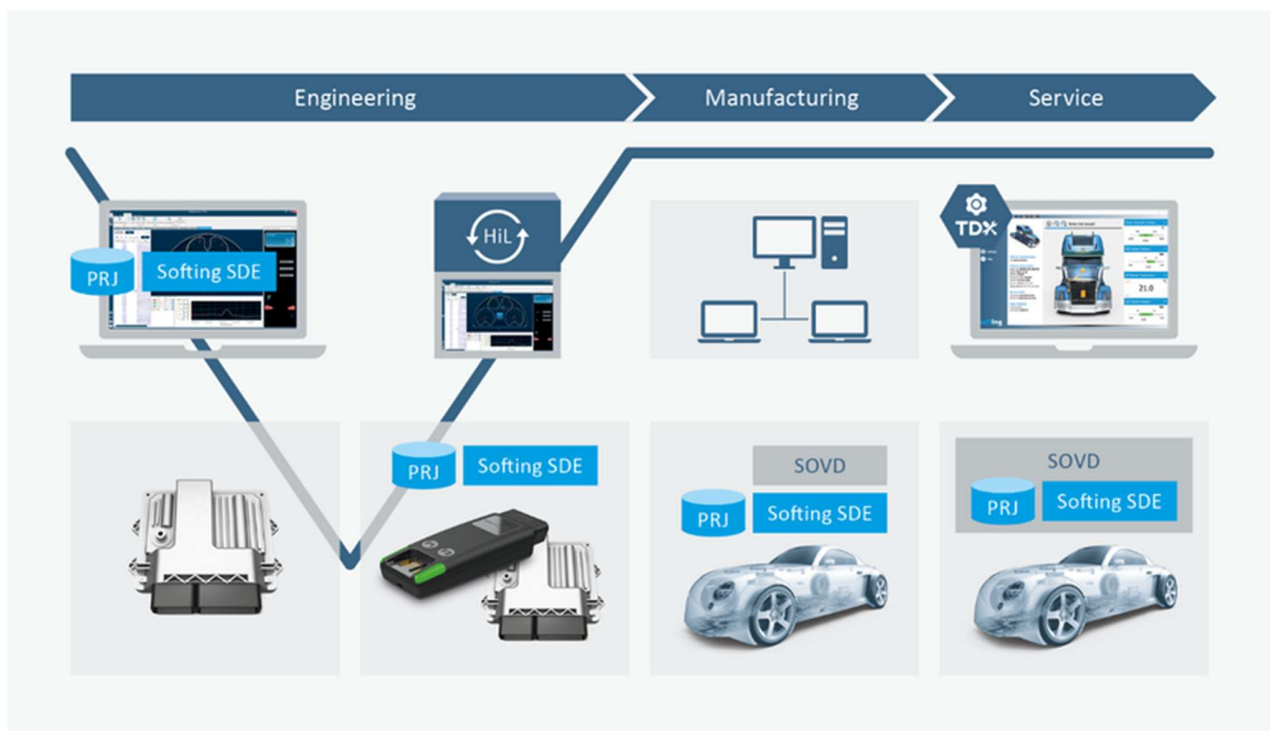 Engineering
Manufacturing
Service
PRJ
Softing SDE
HiL
TDX
21.0
PRJ
Softing SDE
SOVD
PRJ
Softing SDE
SOVD
PRJ
Softing SDE